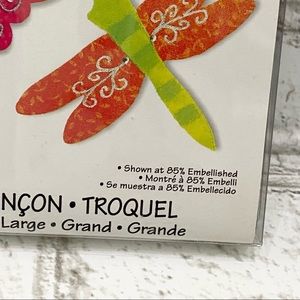 • Shown at 85% Embellished
• Montré à 85% Embelli
• Se muestra a 85% Embellecido
NÇON • TROQUEL
Large • Grand • Grande